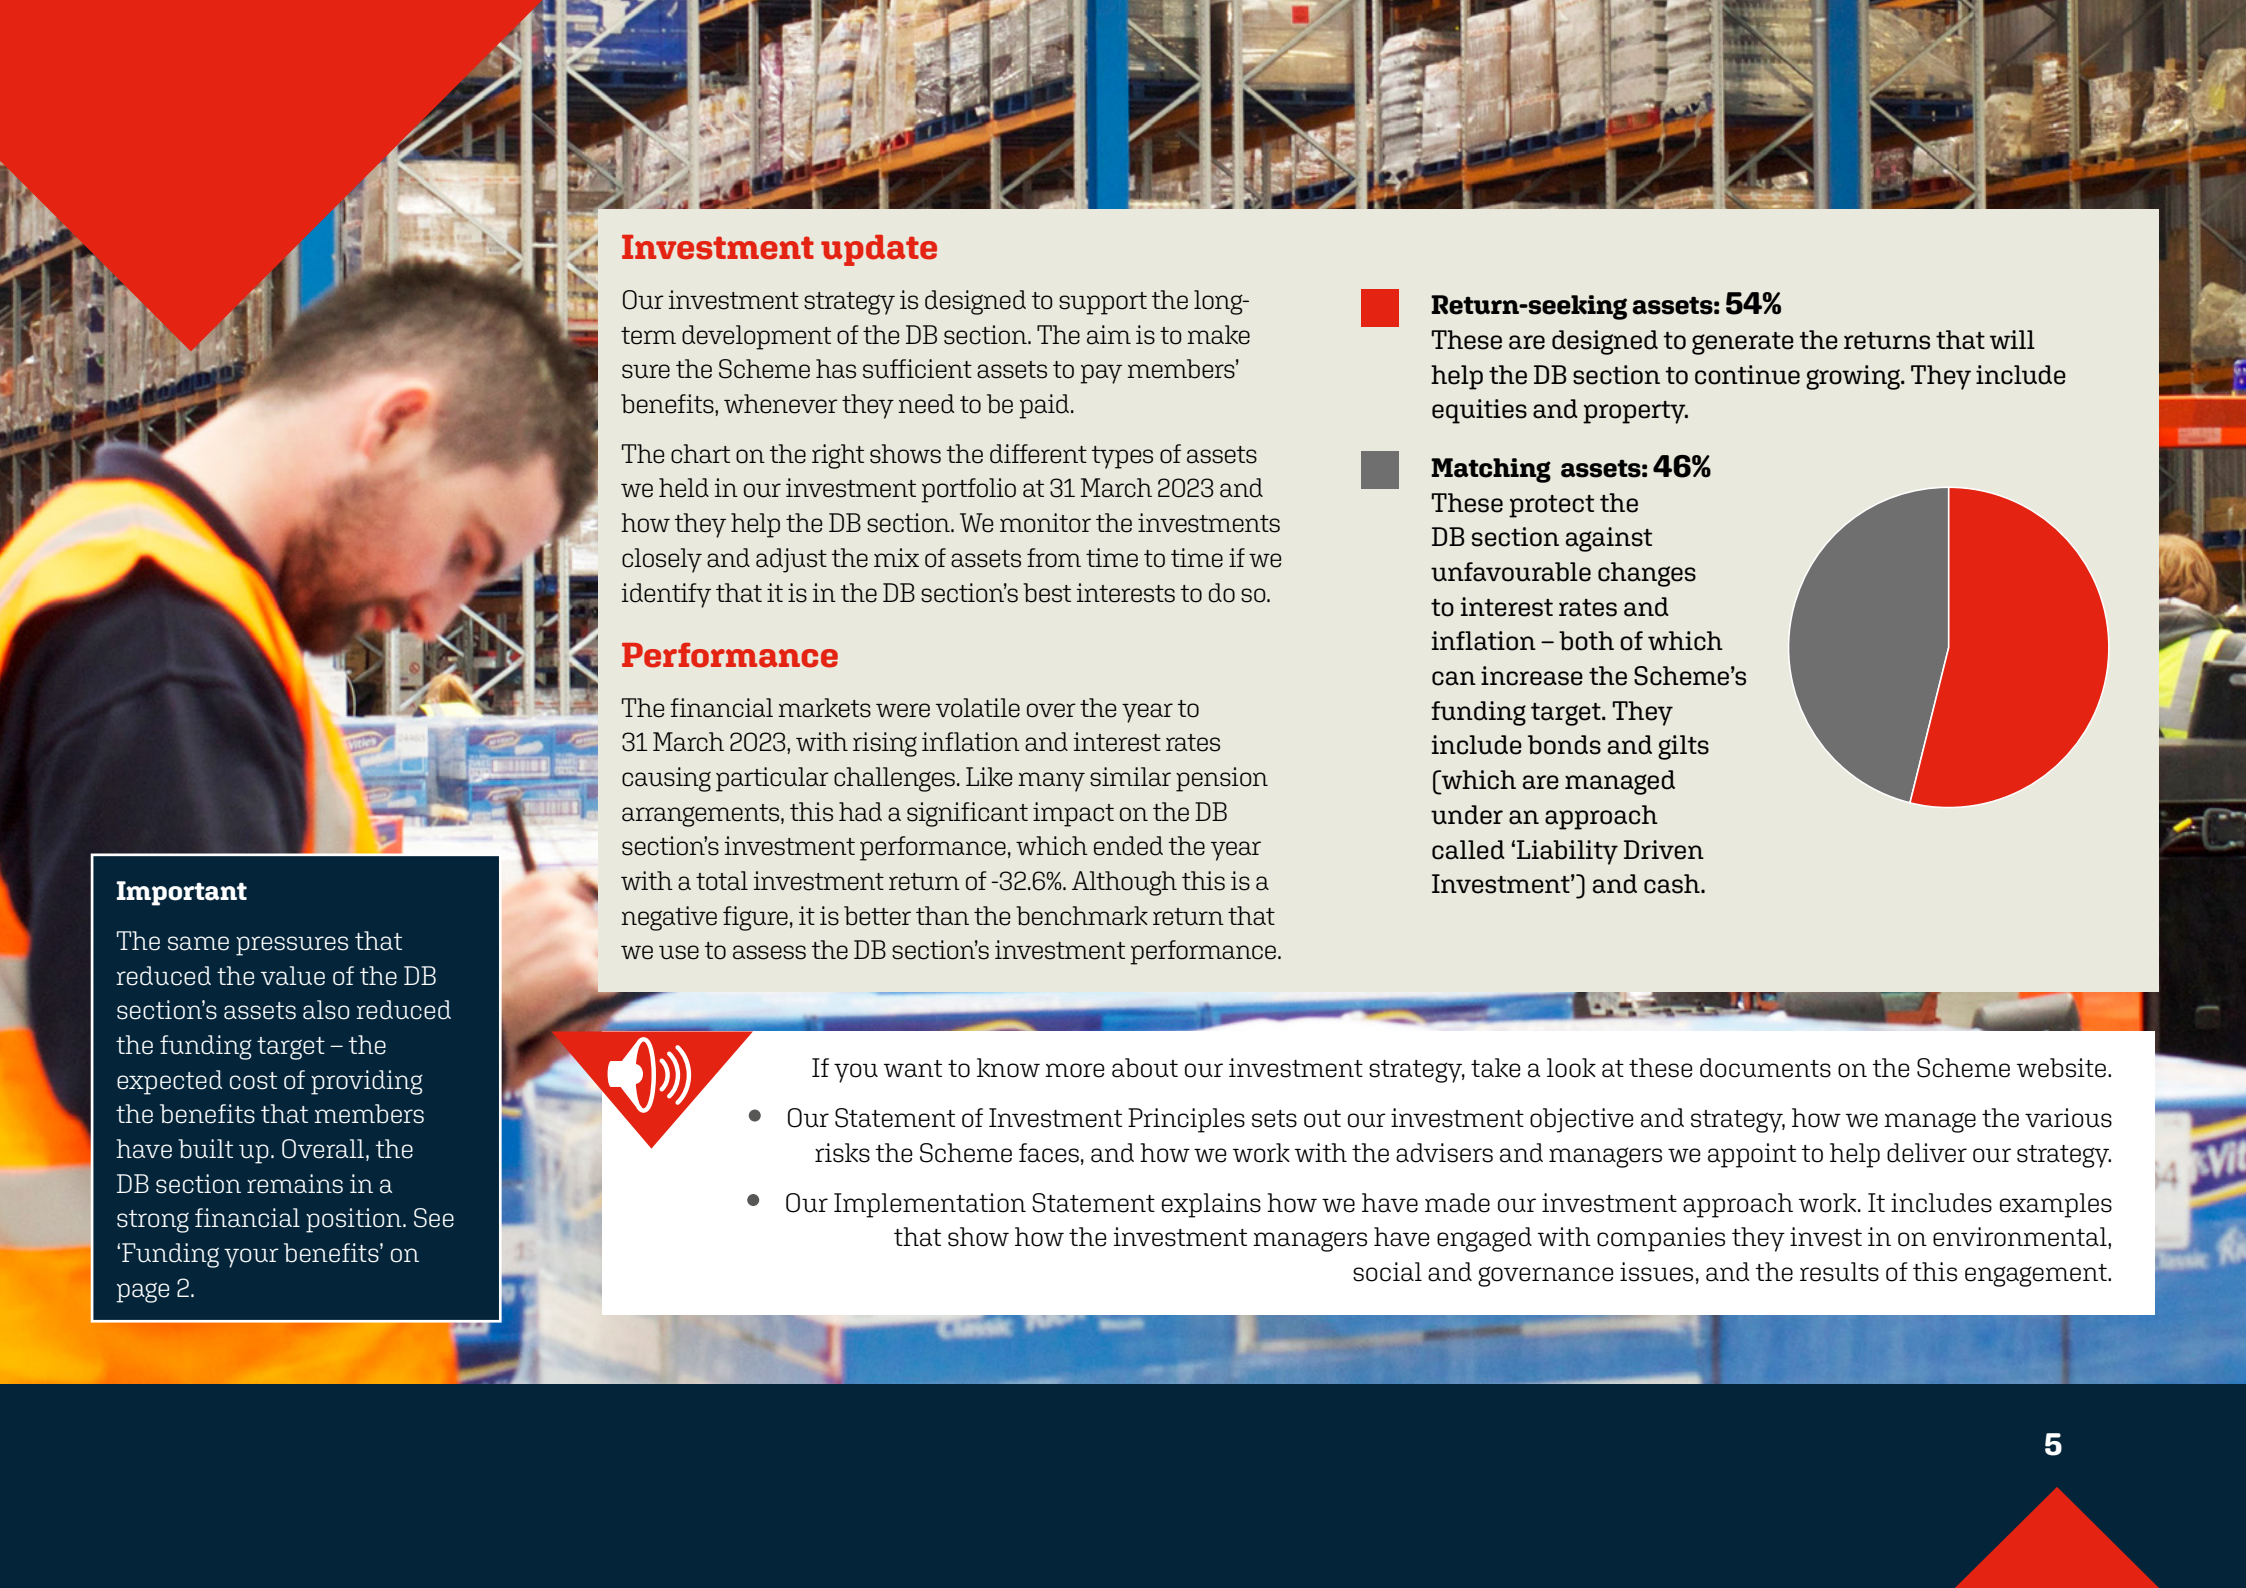 Investment update
Our investment strategy is designed to support the long-
term development of the DB section. The aim is to make
sure the Scheme has sufficient assets to pay members’
benefits, whenever they need to be paid.
The chart on the right shows the different types of assets
we held in our investment portfolio at 31 March 2023 and
how they help the DB section. We monitor the investments
closely and adjust the mix of assets from time to time if we
identify that it is in the DB section’s best interests to do so.
Performance
The financial markets were volatile over the year to
31 March 2023, with rising inflation and interest rates
causing particular challenges. Like many similar pension
arrangements, this had a significant impact on the DB
section’s investment performance, which ended the year
with a total investment return of -32.6%. Although this is a
negative figure, it is better than the benchmark return that
we use to assess the DB section’s investment performance.
Return-seeking assets: 54%
These are designed to generate the returns that will
help the DB section to continue growing. They include
equities and property.
Matching assets: 46%
These protect the
DB section against
unfavourable changes
to interest rates and
inflation – both of which
can increase the Scheme’s
funding target. They
include bonds and gilts
(which are managed
under an approach
called ‘Liability Driven
Investment’) and cash.
Important
The same pressures that
reduced the value of the DB
section’s assets also reduced
the funding target – the
expected cost of providing
the benefits that members
have built up. Overall, the
DB section remains in a
strong financial position. See
‘Funding your benefits’ on
page 2.
If you want to know more about our investment strategy, take a look at these documents on the Scheme website.
• Our Statement of Investment Principles sets out our investment objective and strategy, how we manage the various
risks the Scheme faces, and how we work with the advisers and managers we appoint to help deliver our strategy.
• Our Implementation Statement explains how we have made our investment approach work. It includes examples
that show how the investment managers have engaged with companies they invest in on environmental,
social and governance issues, and the results of this engagement.
Classic
5